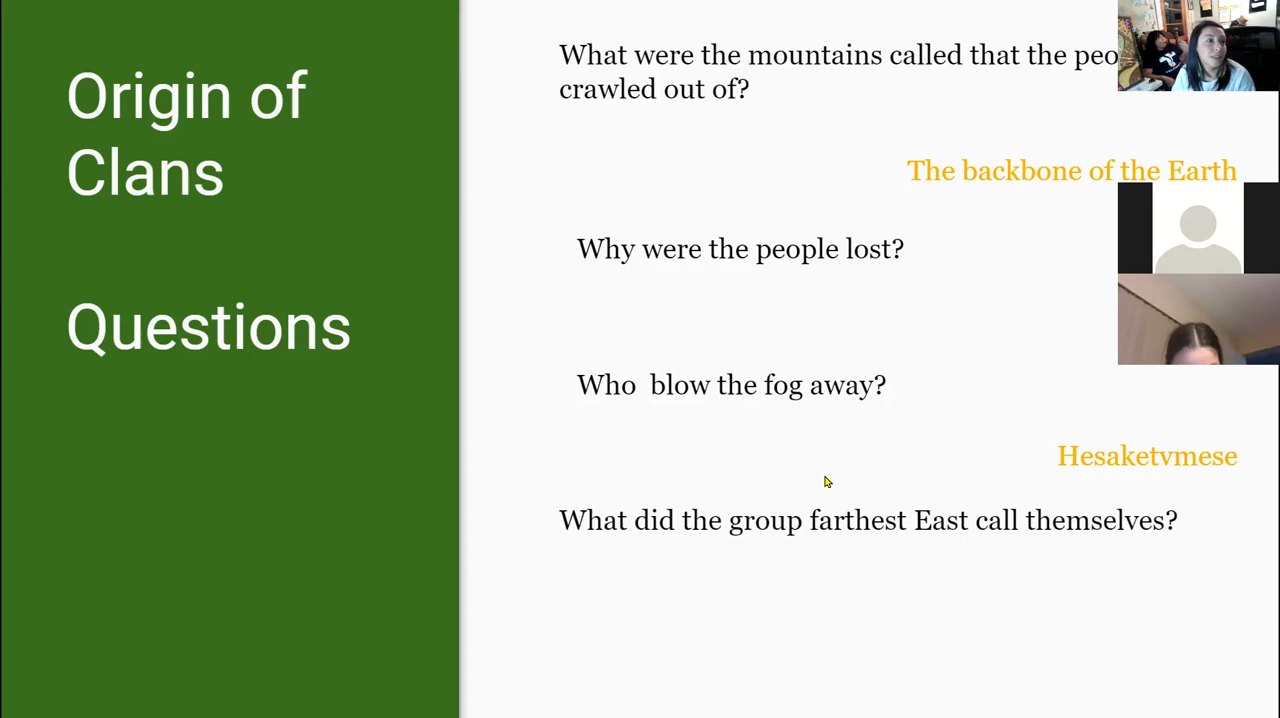 Origin of
Clans
Questions
What were the mountains called that the
crawled out of?
The backbone of the Earth
Why were the people lost?
Who  blow the fog away?
Hesaketvmese
What did the group farthest East call themselves?